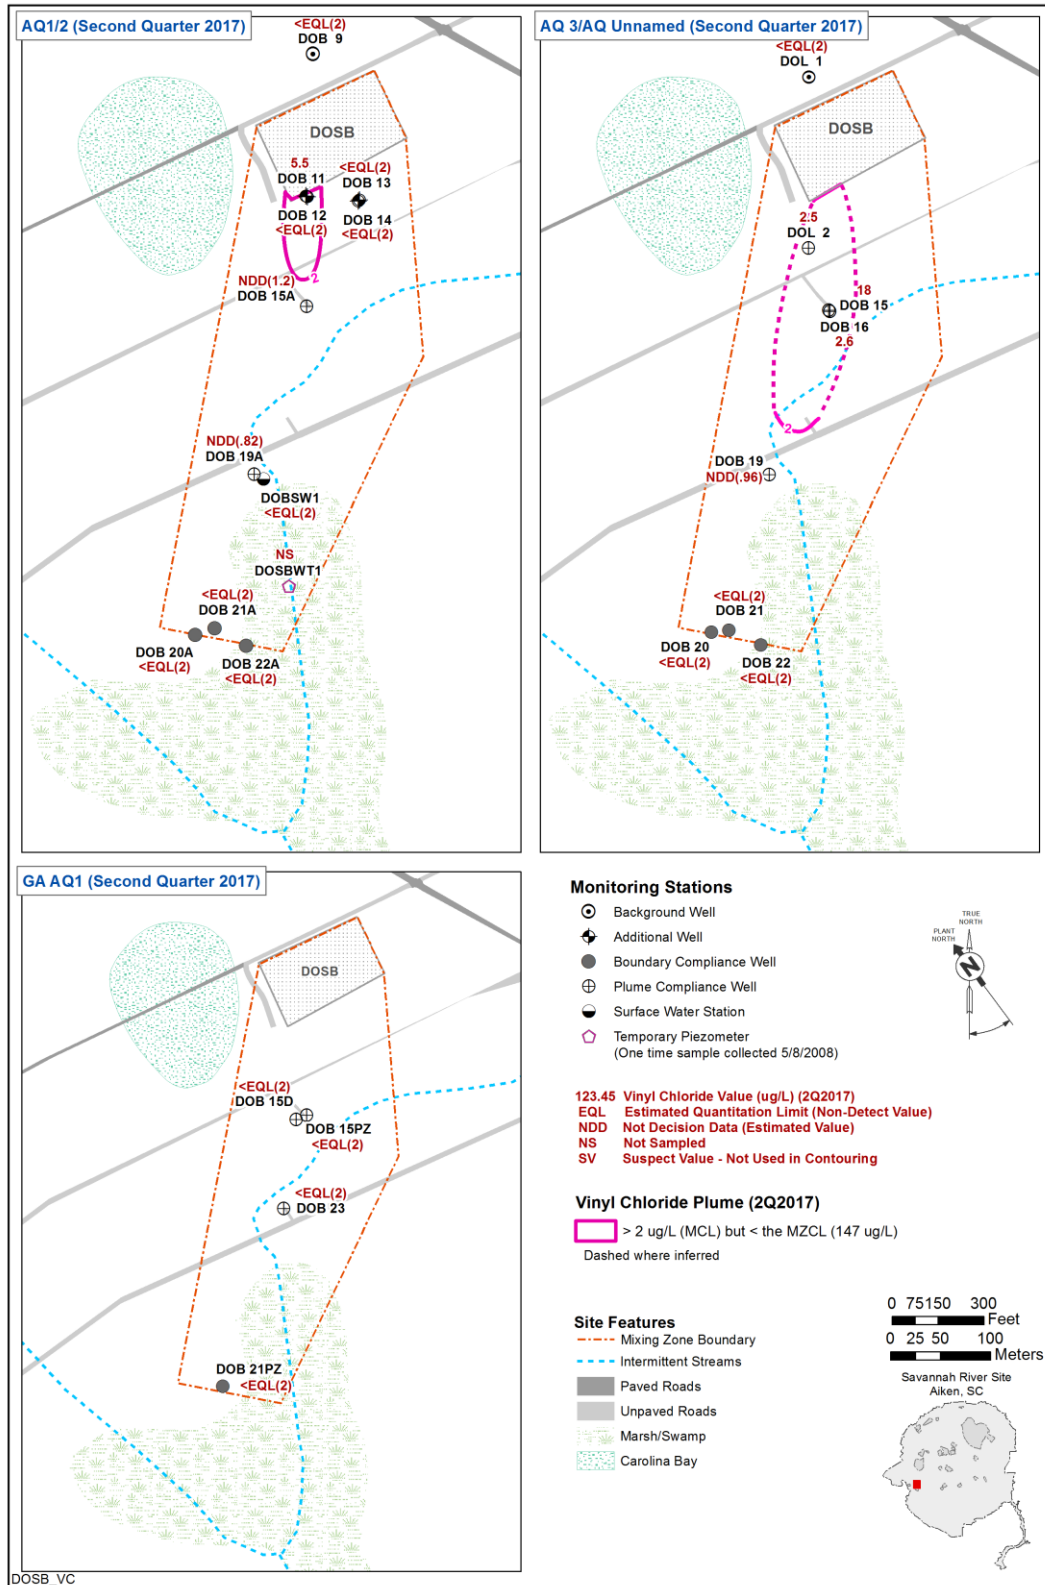 AQ1/2 (Second Quarter 2017)
<EQL(2)
DOB 9
DOSB
5.5
DOB 11
<EQL(2)
DOB 13
DOB 12
<EQL(2)
DOB 14
<EQL(2)
2
NDD(1.2)
DOB 15A
NDD(.82)
DOB 19A
DOBSW1
<EQL(2)
NS
DOSBWT1
<EQL(2)
DOB 21A
DOB 20A
<EQL(2)
DOB 22A
<EQL(2)
AQ 3/AQ Unnamed (Second Quarter 2017)
<EQL(2)
DOL 1
DOSB
2.5
DOL 2
18
DOB 15
DOB 16
2.6
2
DOB 19
NDD(.96)
<EQL(2)
DOB 21
DOB 20
<EQL(2)
DOB 22
<EQL(2)
GA AQ1 (Second Quarter 2017)
DOSB
<EQL(2)
DOB 15D
DOB 15PZ
<EQL(2)
<EQL(2)
DOB 23
DOB 21PZ
<EQL(2)
Monitoring Stations
Background Well
Additional Well
Boundary Compliance Well
Plume Compliance Well
Surface Water Station
Temporary Piezometer
(One time sample collected 5/8/2008)
TRUE
NORTH
PLANT
NORTH
N
123.45 Vinyl Chloride Value (ug/L) (2Q2017)
EQL Estimated Quantitation Limit (Non-Detect Value)
NDD Not Decision Data (Estimated Value)
NS Not Sampled
SV Suspect Value - Not Used in Contouring
Vinyl Chloride Plume (2Q2017)
> 2 ug/L (MCL) but < the MZCL (147 ug/L)
Dashed where inferred
Site Features
Mixing Zone Boundary
Intermittent Streams
Paved Roads
Unpaved Roads
Marsh/Swamp
Carolina Bay
0 75150 300
Feet
0 25 50 100
Meters
Savannah River Site
Aiken, SC
DOSB_VC